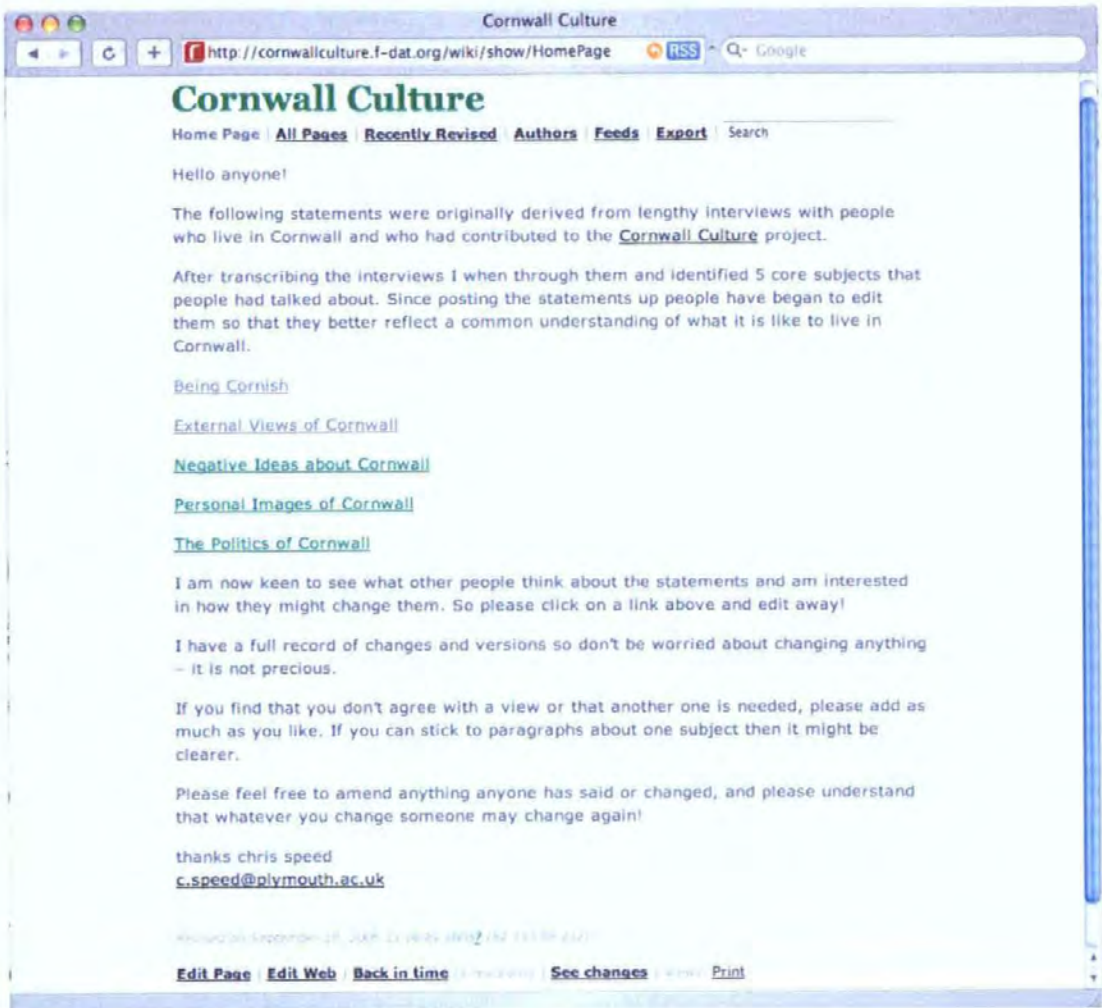 Cornwall Culture
http://cornwallculture.f-dat.org/wiki/show/HomePage RSS Google
Cornwall Culture
Home Page All Pages Recently Revised Authors Feeds Export Search
Hello anyone!
The following statements were originally derived from lengthy interviews with people
who live in Cornwall and who had contributed to the Cornwall Culture project.
After transcribing the interviews I when through them and identified 5 core subjects that
people had talked about. Since posting the statements up people have began to edit
them so that they better reflect a common understanding of what it is like to live in
Cornwall.
Being Cornish
External Views of Cornwall
Negative Ideas about Cornwall
Personal Images of Cornwall
The Politics of Cornwall
I am now keen to see what other people think about the statements and am interested
in how they might change them. So please click on a link above and edit away!
I have a full record of changes and versions so don't be worried about changing anything
– it is not precious.
If you find that you don't agree with a view or that another one is needed, please add as
much as you like. If you can stick to paragraphs about one subject then it might be
clearer.
Please feel free to amend anything anyone has said or changed, and please understand
that whatever you change someone may change again!
thanks chris speed
c.speed@plymouth.ac.uk
Edit Page Edit Web Back in time See changes Print